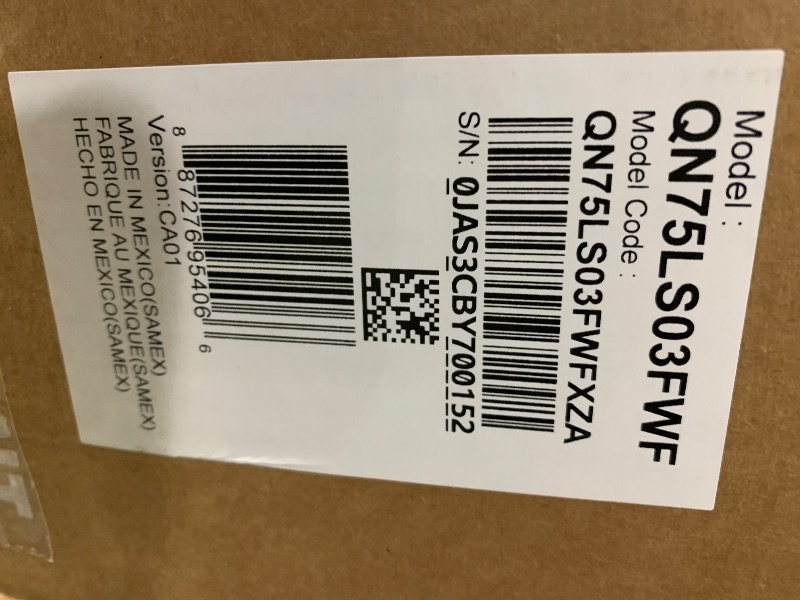 Model :
QN75LS03FWF
Model Code :
QN75LS03FWFXZA
S/N: 0JAS3CBY700152
8 87276 95406 6
Version:CA01
MADE IN MEXICO(SAMEX)
FABRIQUE AU MEXIQUE(SAMEX)
HECHO EN MEXICO(SAMEX)